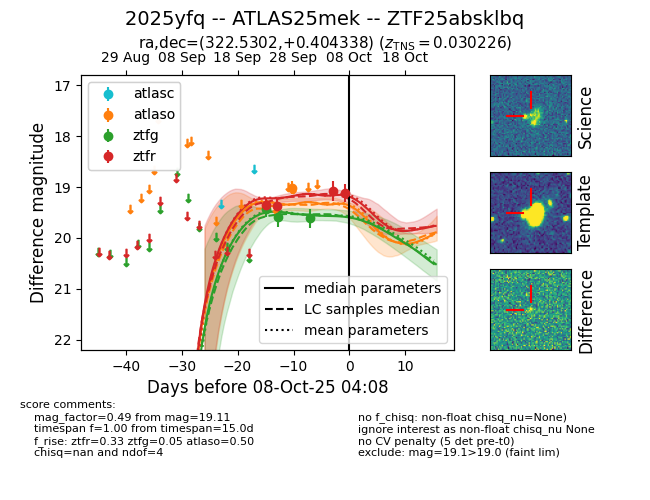 2025yfq -- ATLAS25mek -- ZTF25absklbq
ra,dec=(322.5302,+0.404338) (z_TNS = 0.030226)
29 Aug 08 Sep 18 Sep 28 Sep 08 Oct 18 Oct
17
18
19
20
21
22
Difference magnitude
atlasc
atlaso
ztfg
ztfr
median parameters
LC samples median
mean parameters
−40 −30 −20 −10 0 10
Days before 08-Oct-25 04:08
Science
Template
Difference
score comments:
mag_factor=0.49 from mag=19.11
timespan f=1.00 from timespan=15.0d
f_rise: ztfr=0.33 ztfg=0.05 atlaso=0.50
chisq=nan and ndof=4
no f_chisq: non-float chisq_nu=None)
ignore interest as non-float chisq_nu None
no CV penalty (5 det pre-t0)
exclude: mag=19.1>19.0 (faint lim)